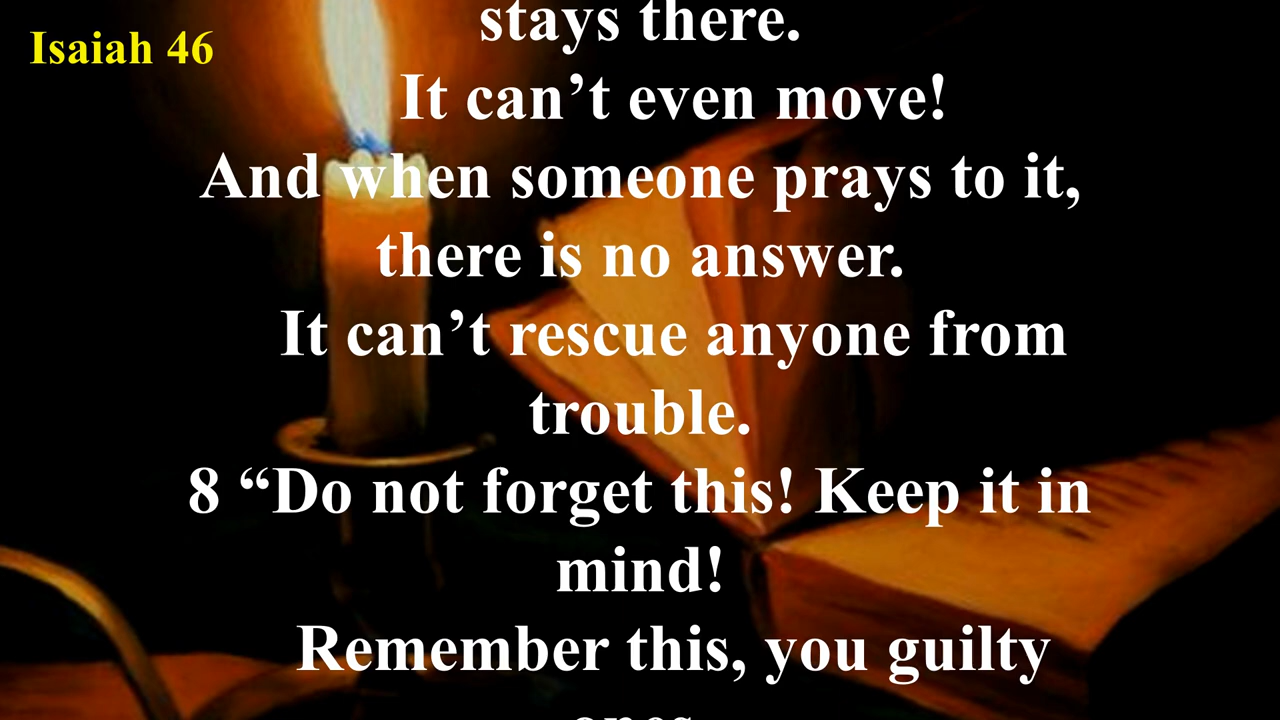 Isaiah 46
stays there.
It can’t even move!
And when someone prays to it,
there is no answer.
It can’t rescue anyone from
trouble.
8 “Do not forget this! Keep it in
mind!
Remember this, you guilty